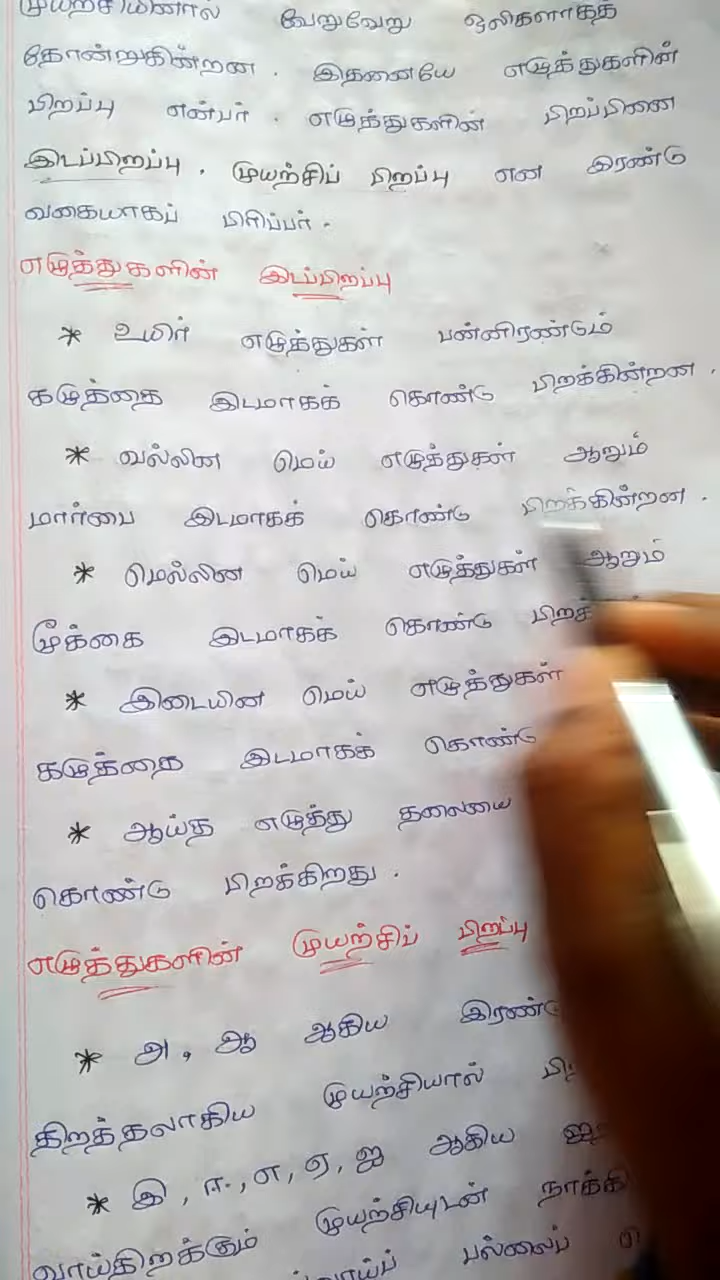 முயற்சியினால் வேறுவேறு ஒலிகளாகத்
தோன்றுகின்றன. இதனையே எழுத்துகளின்
பிறப்பு என்பர். எழுத்துகளின் பிறப்பினை
இடப்பிறப்பு, முயற்சிப் பிறப்பு என இரண்டு
வகையாகப் பிரிப்பர்.
எழுத்துகளின் இடப்பிறப்பு
* உயிர் எழுத்துகள் பன்னிரண்டும்
கழுத்தை இடமாகக் கொண்டு பிறக்கின்றன.
* வல்லின மெய் எழுத்துகள் ஆறும்
மார்பை இடமாகக் கொண்டு பிறக்கின்றன.
* மெல்லின மெய் எழுத்துகள் ஆறும்
மூக்கை இடமாகக் கொண்டு
* இடையின மெய் எழுத்துகள்
கழுத்தை இடமாகக் கொண்டு
* ஆய்த எழுத்து தலையை
கொண்டு பிறக்கிறது.
எழுத்துகளின் முயற்சிப் பிறப்பு
* அ, ஆ ஆகிய இரண்டு
திறத்தலாகிய முயற்சியால்
* இ, ஈ, எ, ஏ, ஐ ஆகிய
வாய்திறக்கும் முயற்சியுடன்
பல்லைப்